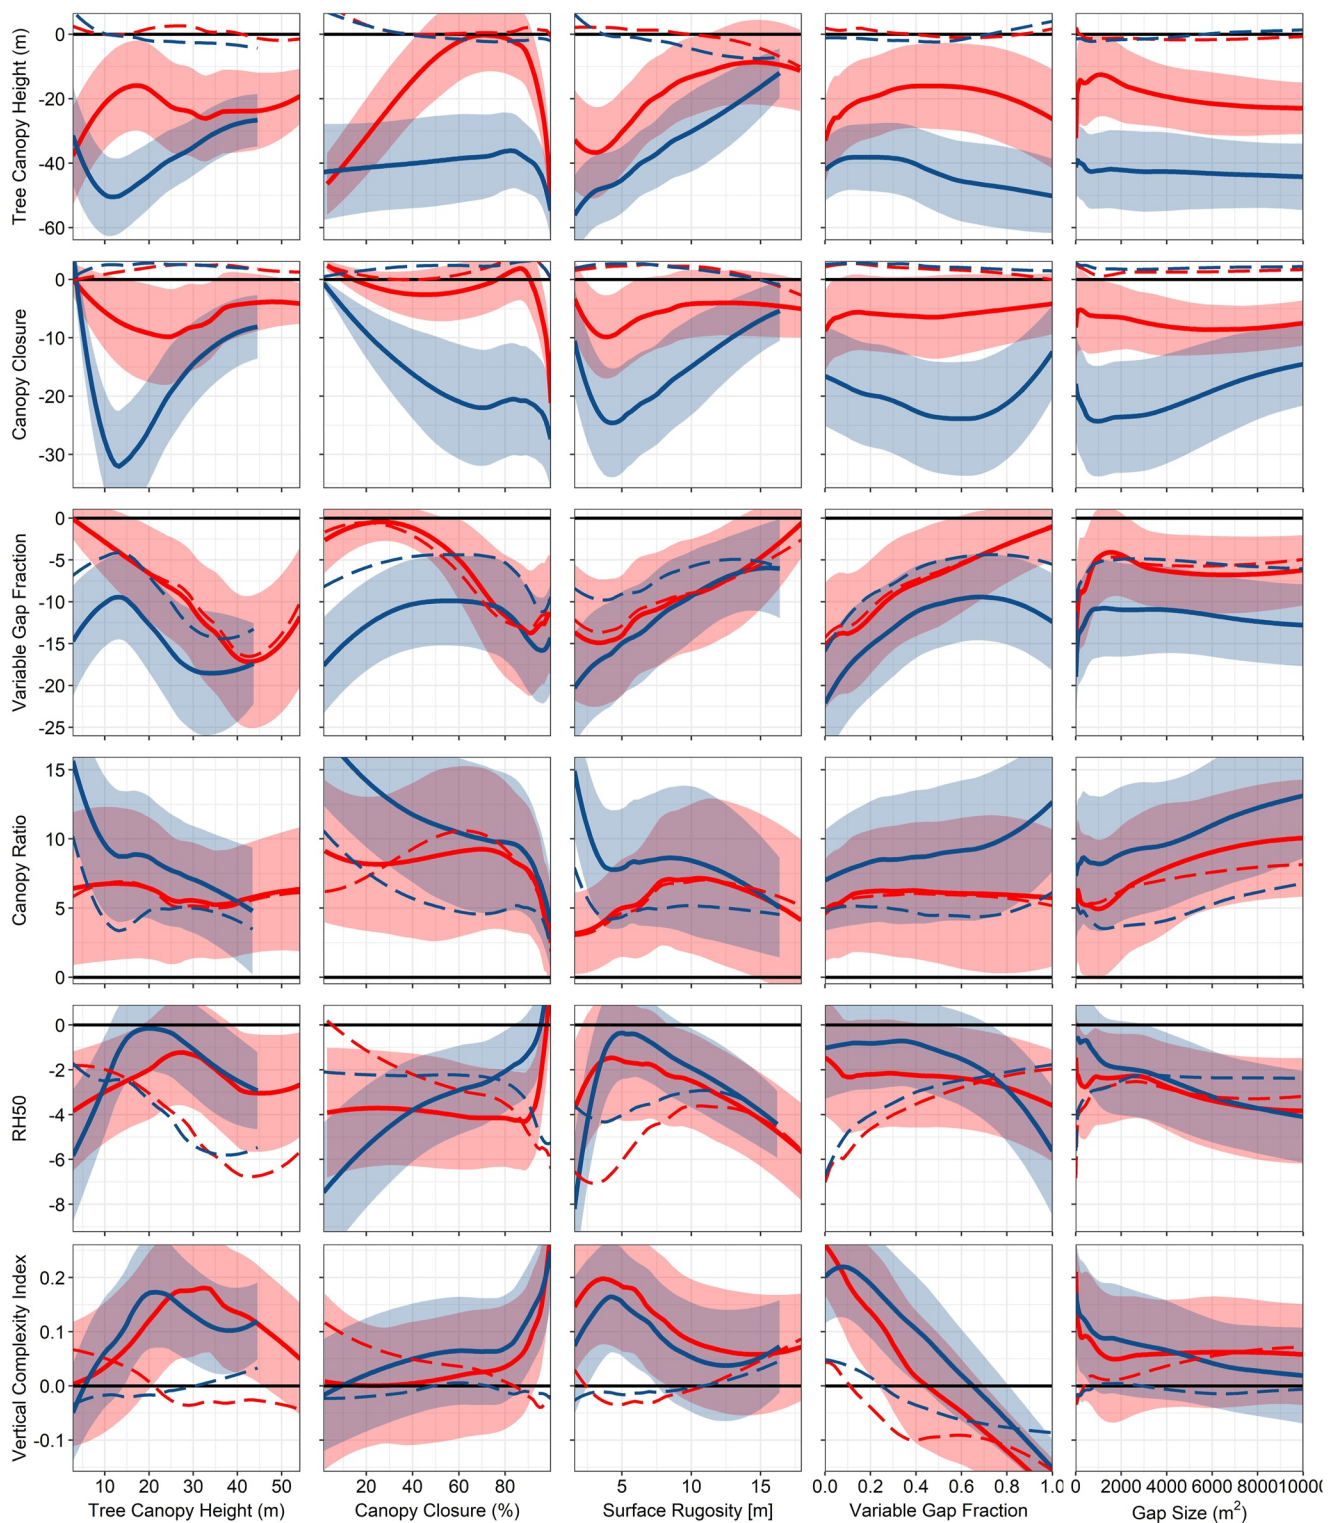 Tree Canopy Height (m)
0
-20
-40
-60
Canopy Closure
0
-10
-20
-30
Variable Gap Fraction
0
-5
-10
-15
-20
-25
Canopy Ratio
15
10
5
0
RH50
0
-2
-4
-6
-8
Vertical Complexity Index
0.2
0.1
0.0
-0.1
10 20 30 40 50
20 40 60 80
5 10 15
0.0 0.2 0.4 0.6 0.8 1.0
0 2000 4000 6000 8000 10000
Tree Canopy Height (m)
Canopy Closure (%)
Surface Rugosity [m]
Variable Gap Fraction
Gap Size (m²)